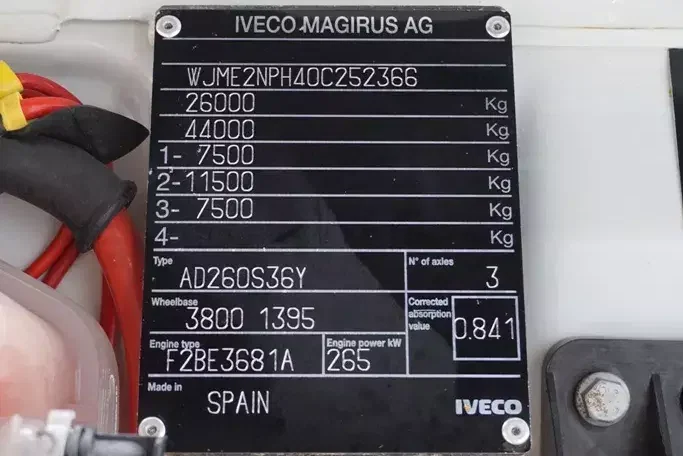 IVECO MAGIRUS AG
WJME2NPH40C252366
26000 Kg
44000 Kg
1- 7500 Kg
2- 11500 Kg
3- 7500 Kg
4- Kg
Type AD260S36Y N° of axles 3
Wheelbase 3800 1395 Corrected absorption value 0.841
Engine type F2BE3681A Engine power kW 265
Made in SPAIN IVECO